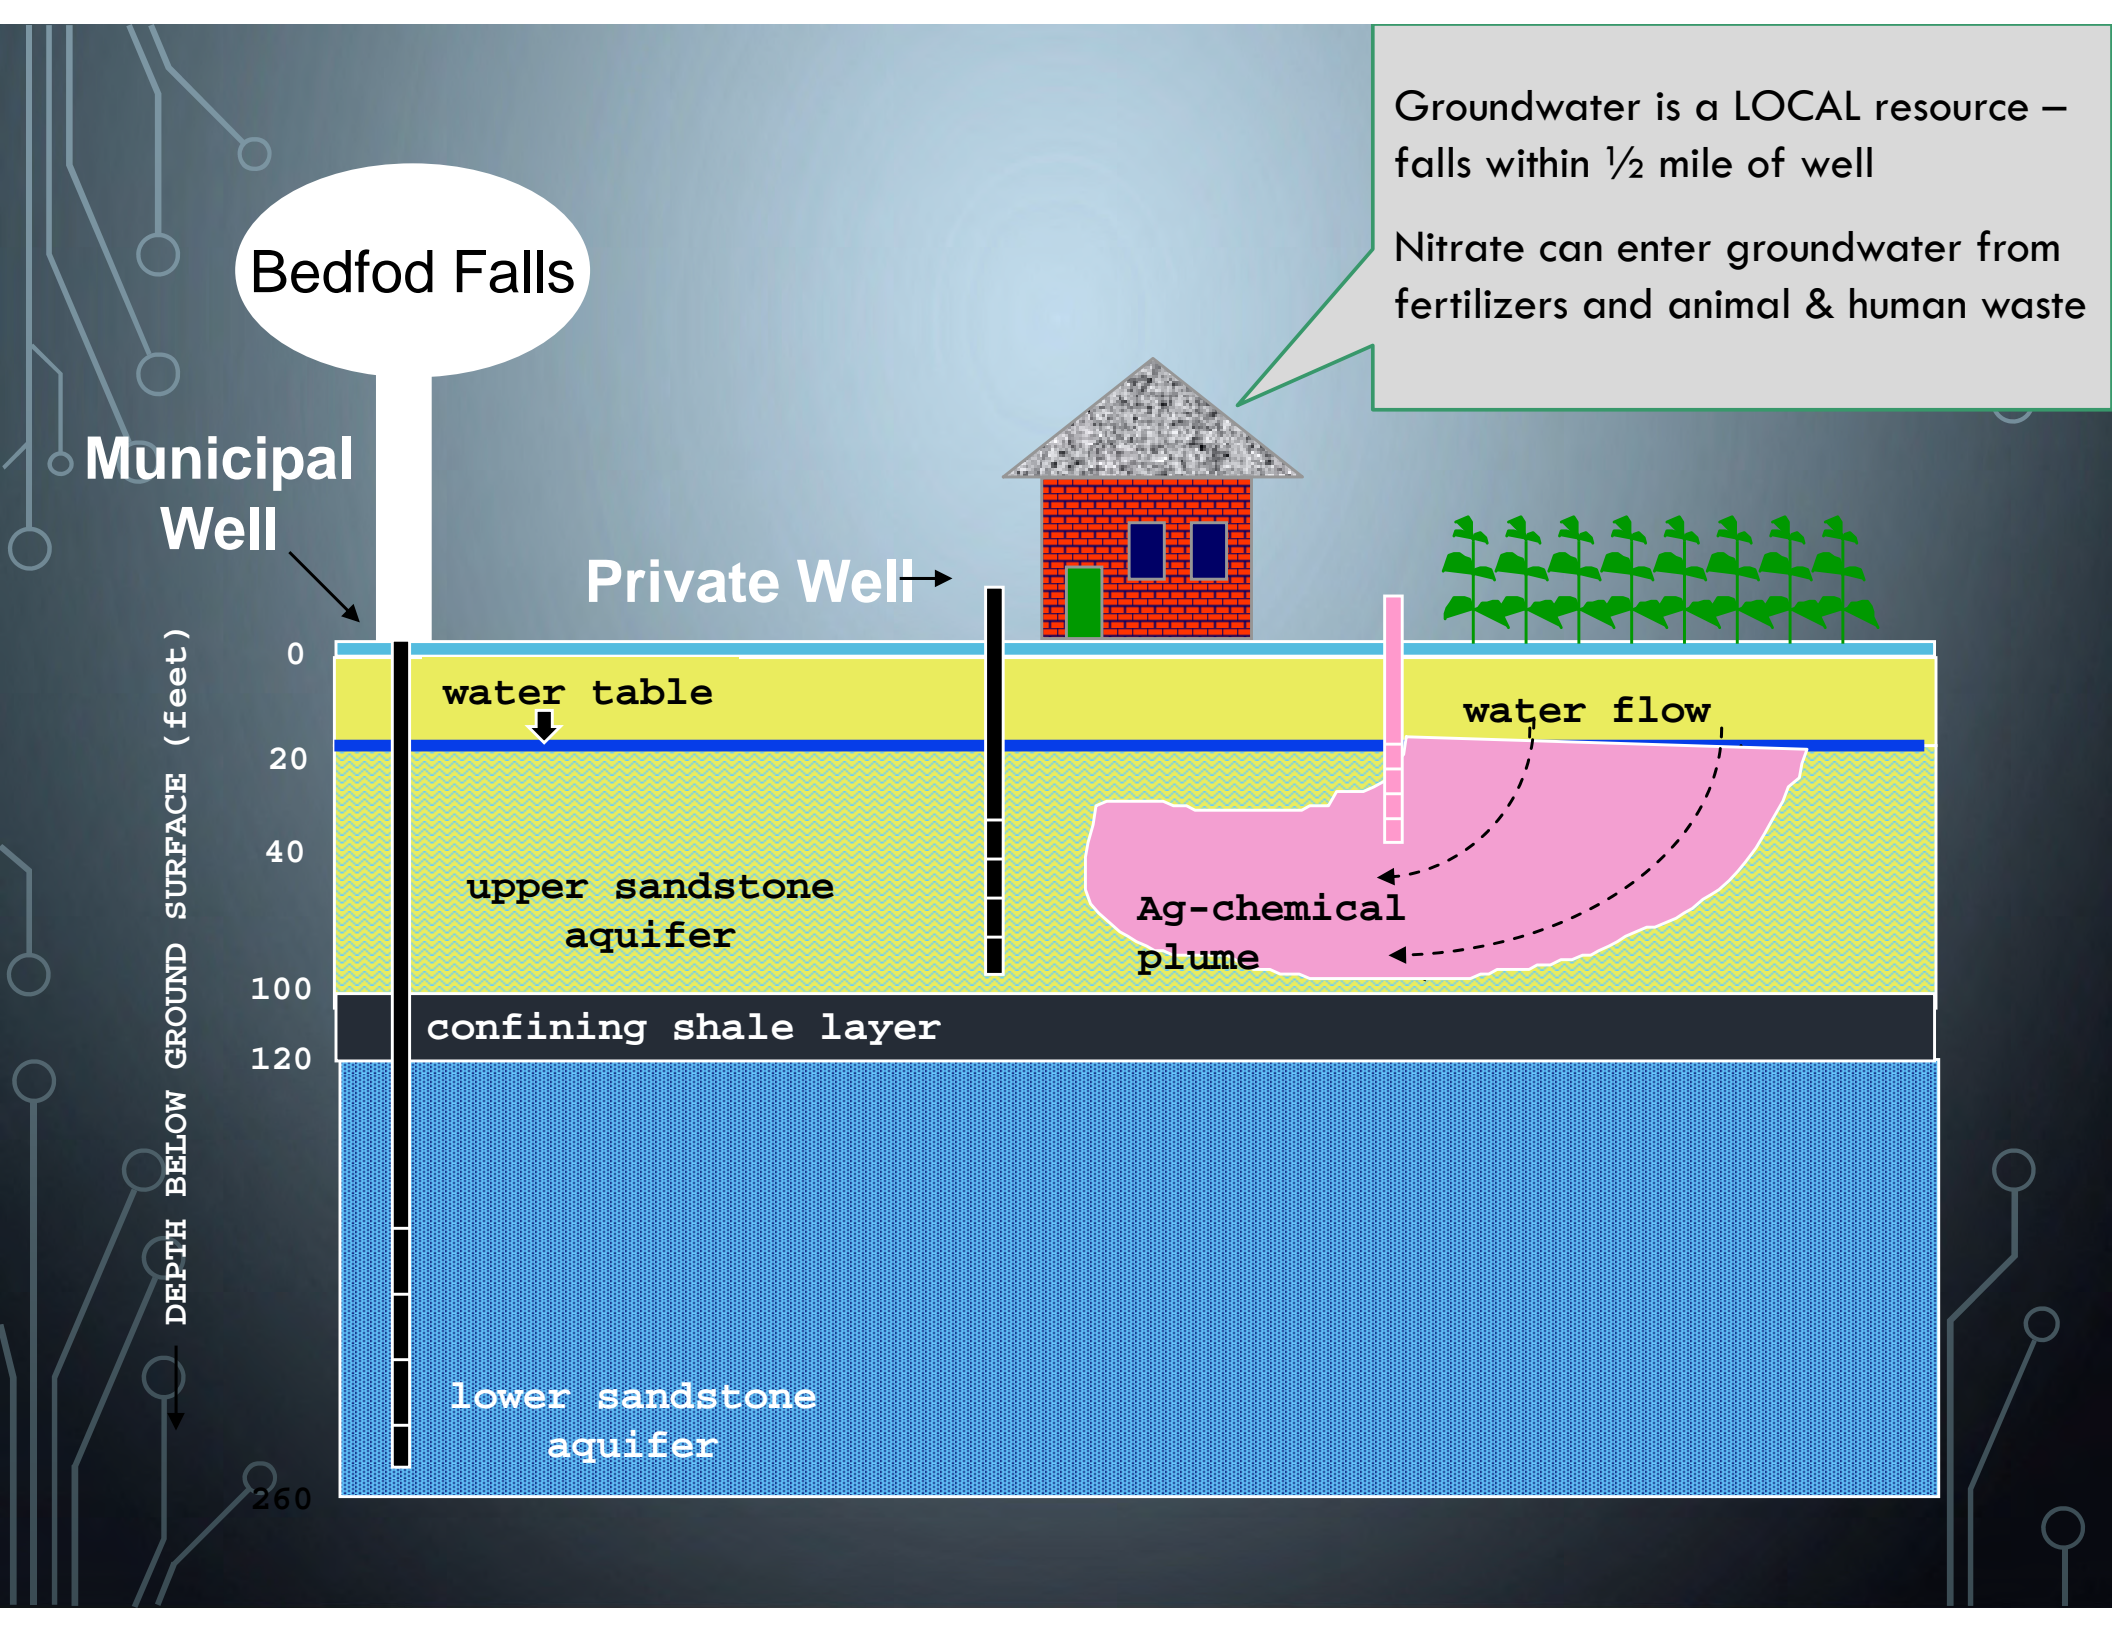 Groundwater is a LOCAL resource –
falls within ½ mile of well
Nitrate can enter groundwater from
fertilizers and animal & human waste
Bedfod Falls
Municipal
Well
Private Well
DEPTH BELOW GROUND SURFACE (feet)
0
water table
water flow
20
40
upper sandstone
aquifer
Ag-chemical
plume
100
confining shale layer
120
lower sandstone
aquifer
260